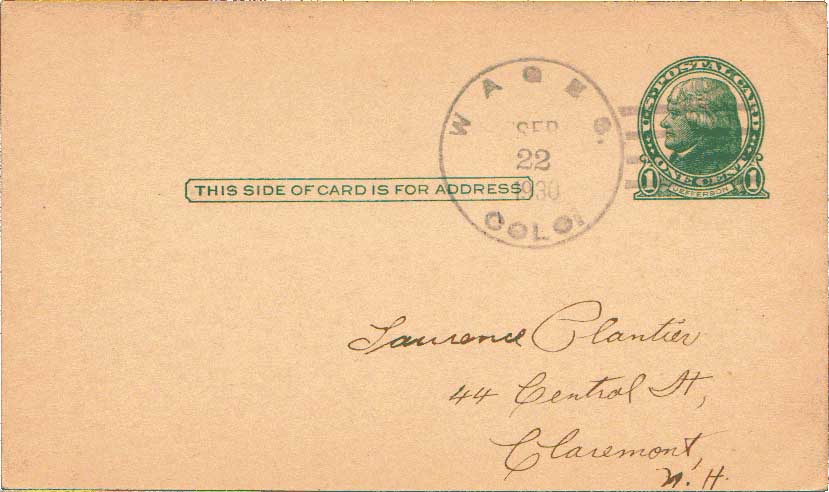 U.S. POSTAL CARD
ONE CENT
1 JEFFERSON 1
WAGES.
SEP
22
1930
COLO.
THIS SIDE OF CARD IS FOR ADDRESS
Laurence Plantier
44 Central St,
Claremont,
N. H.